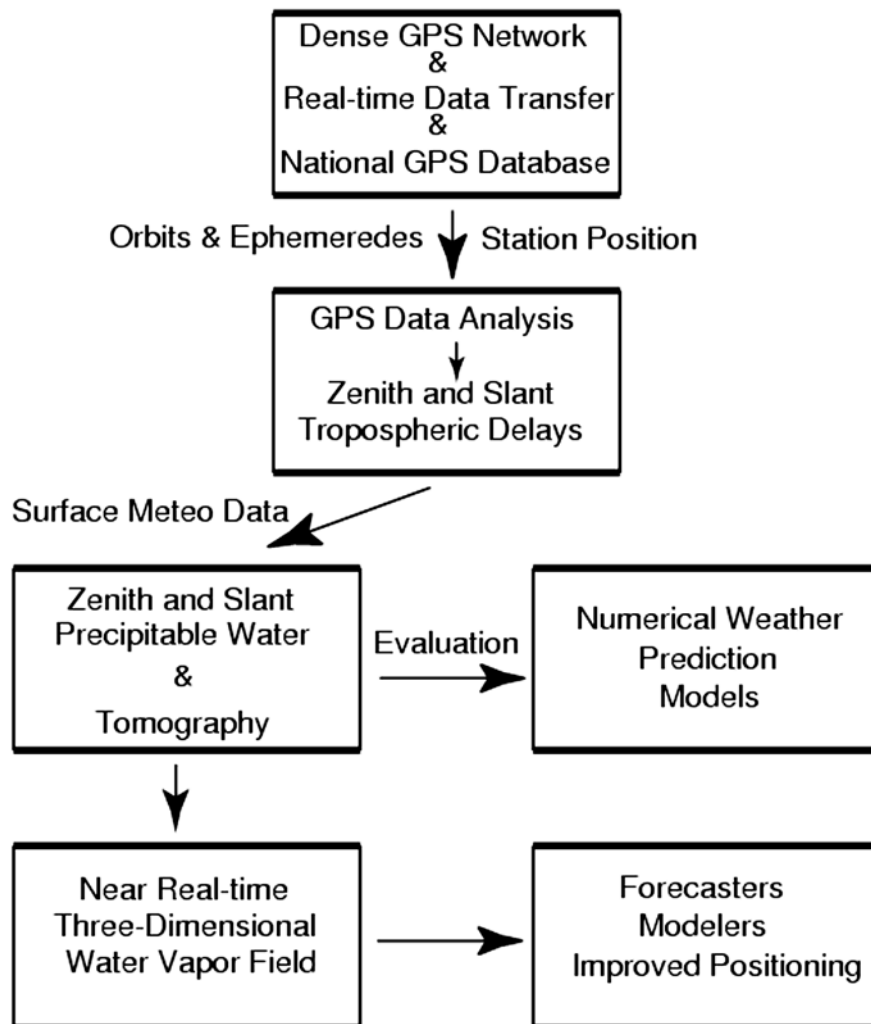 Dense GPS Network
&
Real-time Data Transfer
&
National GPS Database
Orbits & Ephemeredes
Station Position
GPS Data Analysis
Zenith and Slant
Tropospheric Delays
Surface Meteo Data
Zenith and Slant
Precipitable Water
&
Tomography
Evaluation
Numerical Weather
Prediction
Models
Near Real-time
Three-Dimensional
Water Vapor Field
Forecasters
Modelers
Improved Positioning